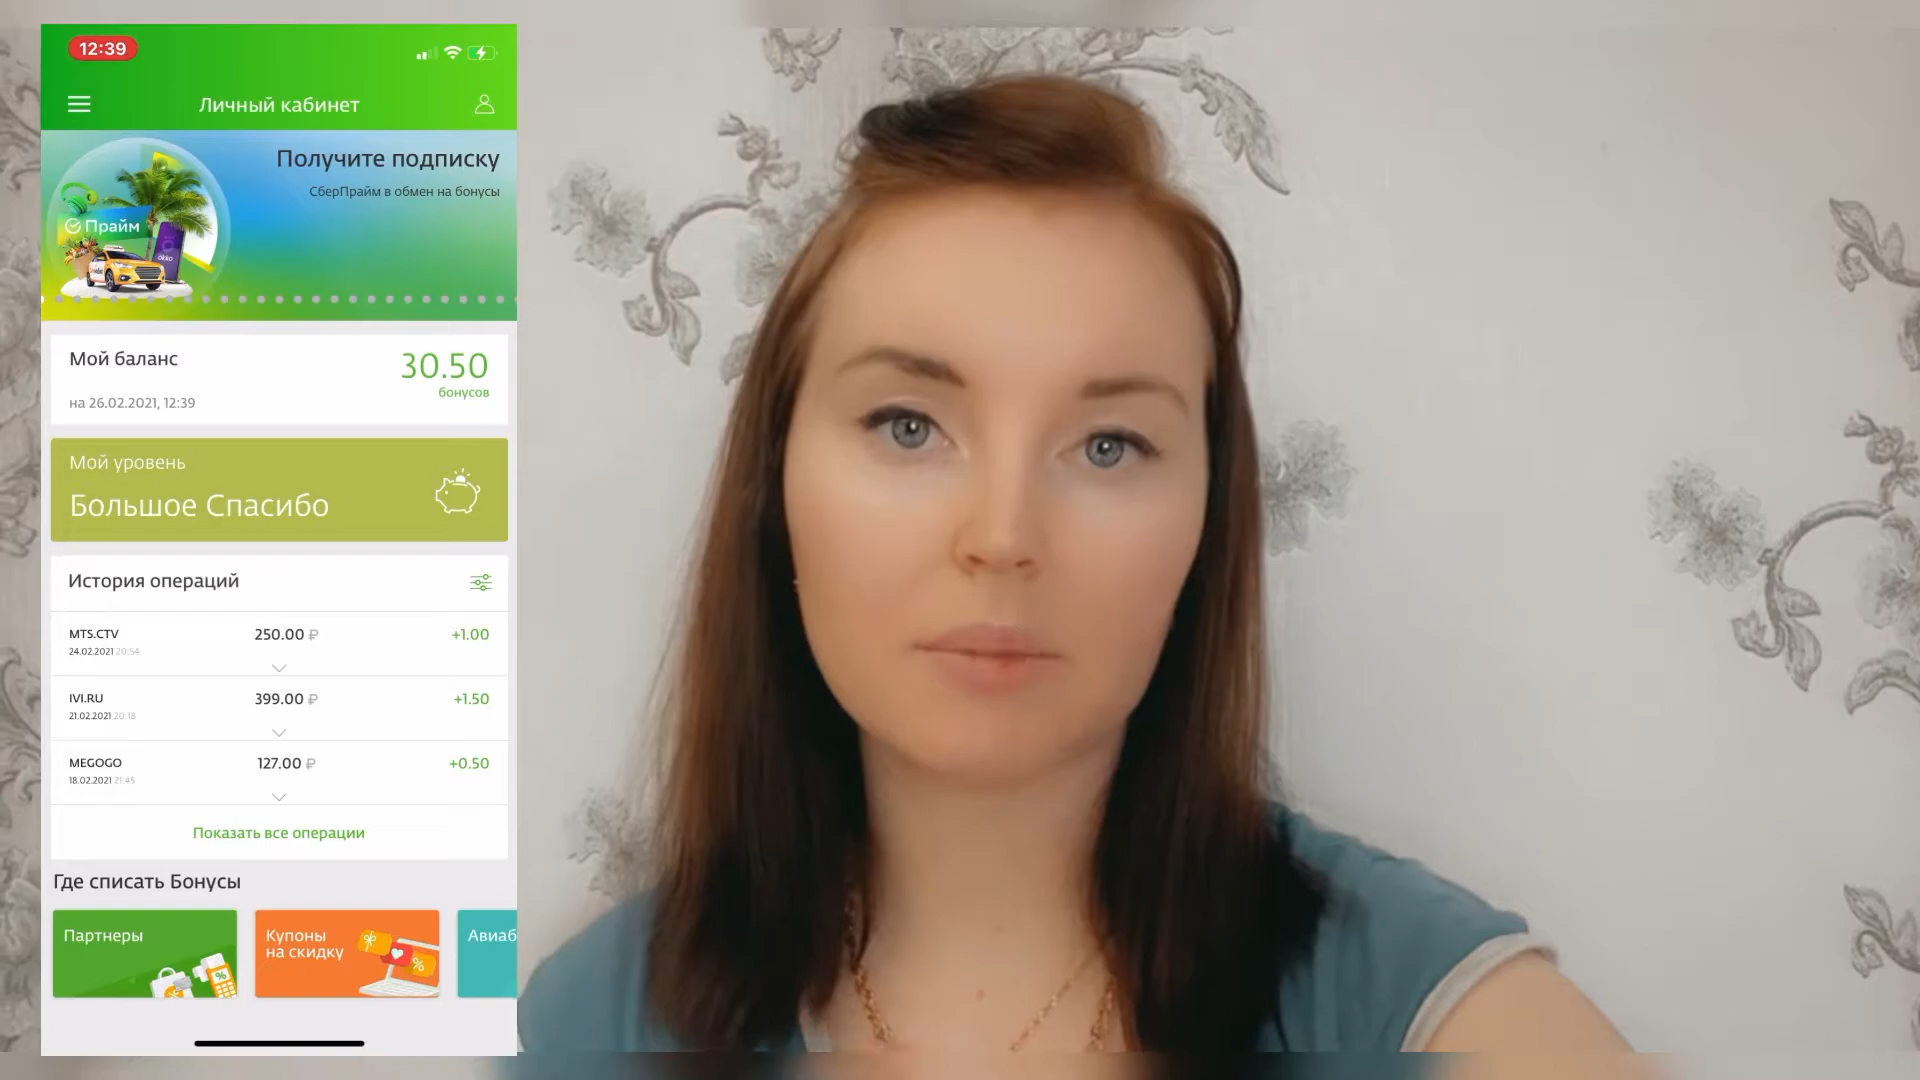 12:39
Личный кабинет
Получите подписку
СберПрайм в обмен на бонусы
Прайм
okko
Мой баланс
30.50
бонусов
на 26.02.2021, 12:39
Мой уровень
Большое Спасибо
История операций
MTS.CTV 250.00 ₽ +1.00
24.02.2021 20:54
IVI.RU 399.00 ₽ +1.50
21.02.2021 20:18
MEGOGO 127.00 ₽ +0.50
18.02.2021 21:45
Показать все операции
Где списать Бонусы
Партнеры
Купоны
на скидку
Авиаб